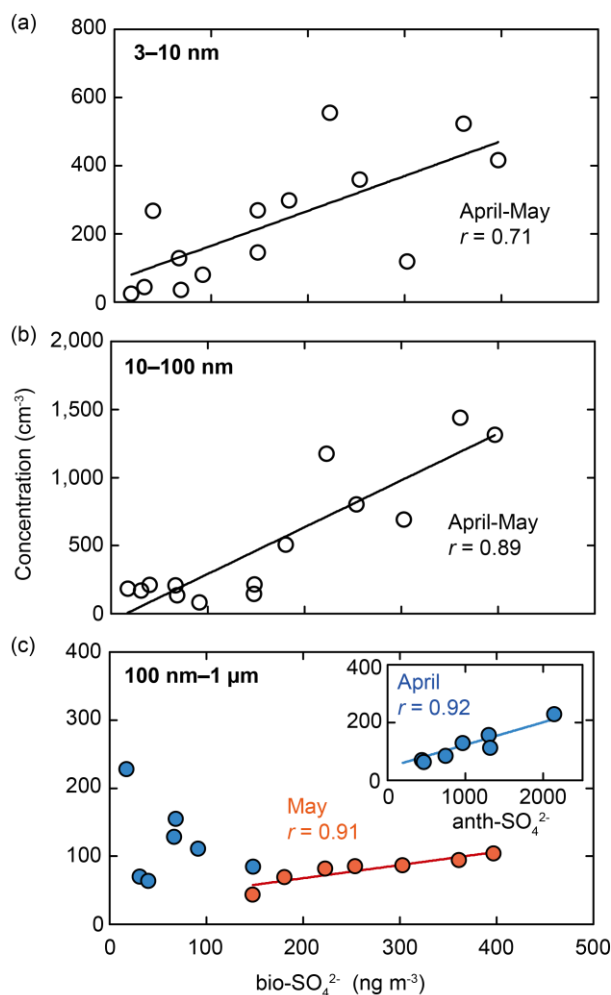 (a)
800
3–10 nm
600
400
April-May
r = 0.71
200
0
(b)
2,000
10–100 nm
1,500
Concentration (cm-3)
1,000
April-May
r = 0.89
500
0
(c)
400
100 nm–1 µm
400
April
r = 0.92
300
200
0
1000
2000
anth-SO42-
200
May
r = 0.91
100
0
0
100
200
300
400
500
bio-SO42- (ng m-3)